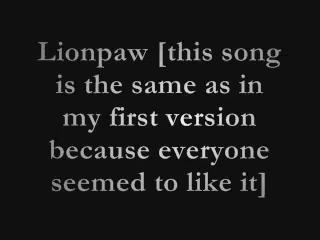 Lionpaw [this song
is the same as in
my first version
because everyone
seemed to like it]